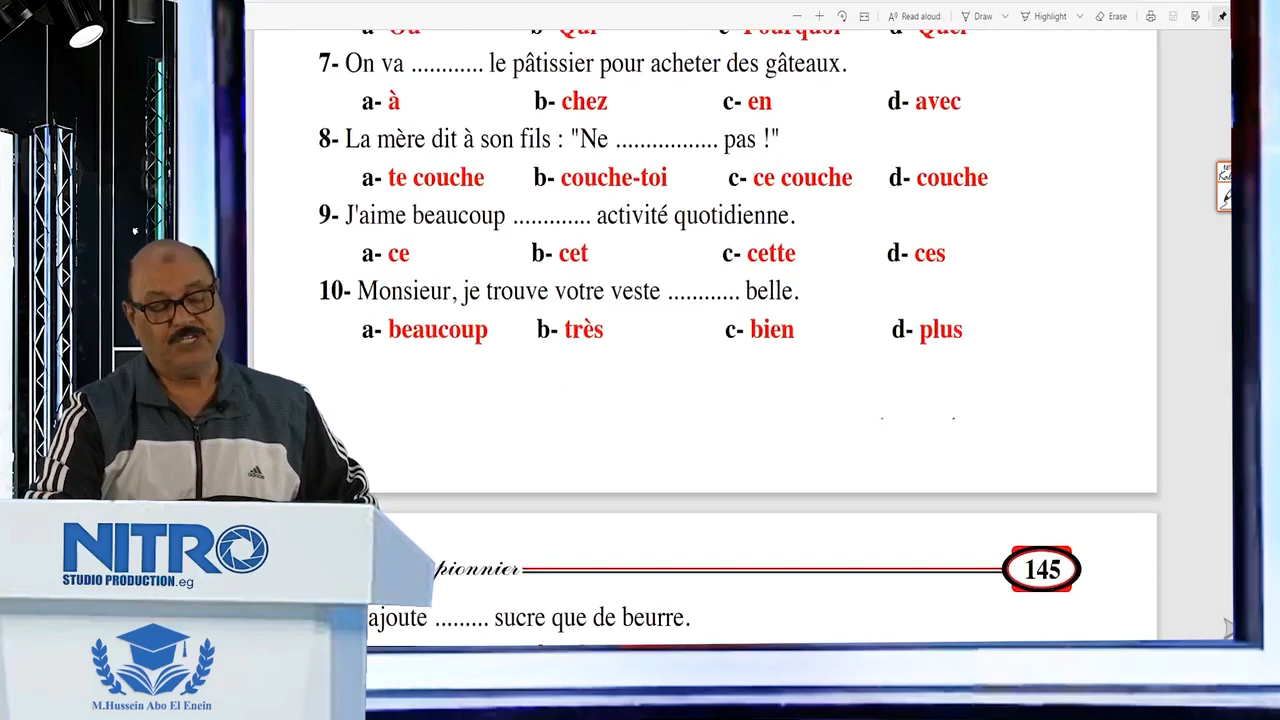 Read aloud Draw Highlight Erase
7- On va ............ le pâtissier pour acheter des gâteaux.
a- à b- chez c- en d- avec
8- La mère dit à son fils : "Ne ................. pas !"
a- te couche b- couche-toi c- ce couche d- couche
9- J'aime beaucoup ............. activité quotidienne.
a- ce b- cet c- cette d- ces
10- Monsieur, je trouve votre veste ............ belle.
a- beaucoup b- très c- bien d- plus
pionnier 145
ajoute ......... sucre que de beurre.
adidas
NITRO
STUDIO PRODUCTION.eg
M.Hussein Abo El Enein